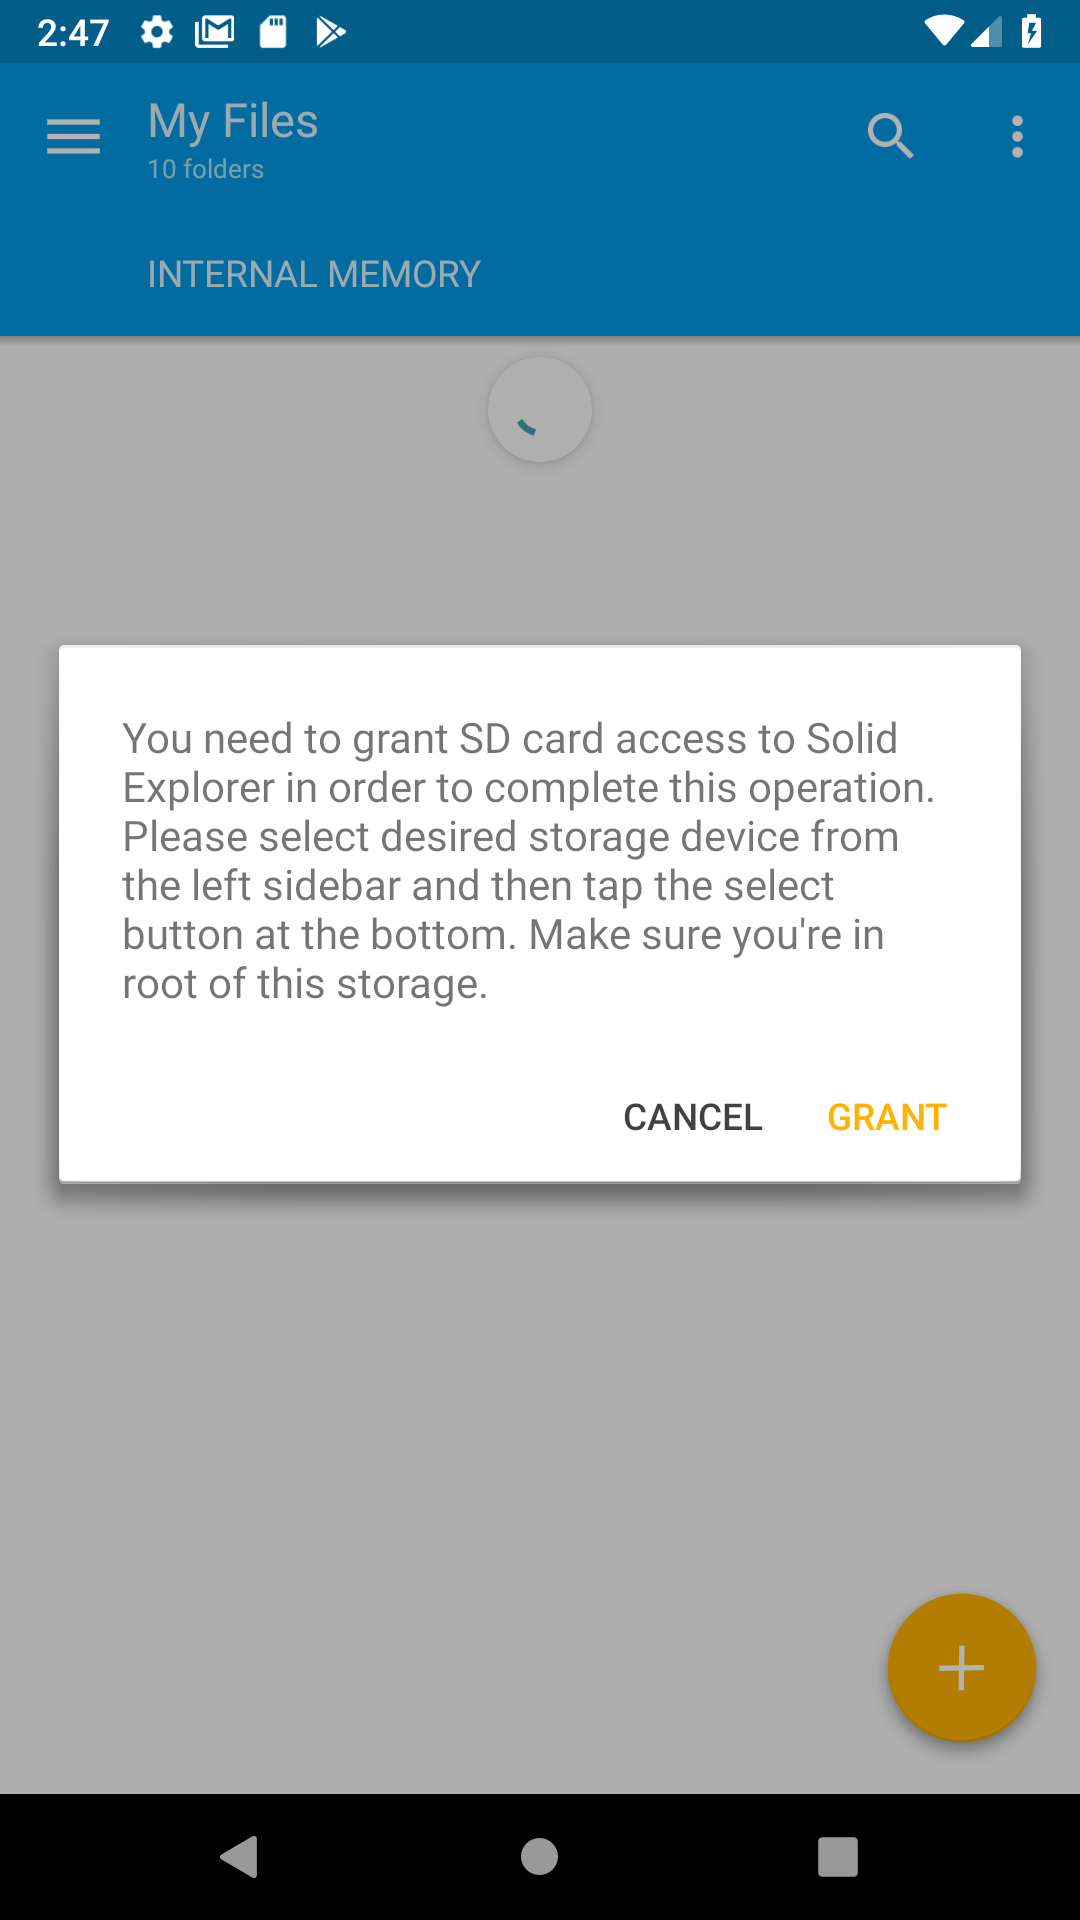 2:47
My Files
10 folders
INTERNAL MEMORY
You need to grant SD card access to Solid
Explorer in order to complete this operation.
Please select desired storage device from
the left sidebar and then tap the select
button at the bottom. Make sure you're in
root of this storage.
CANCEL GRANT